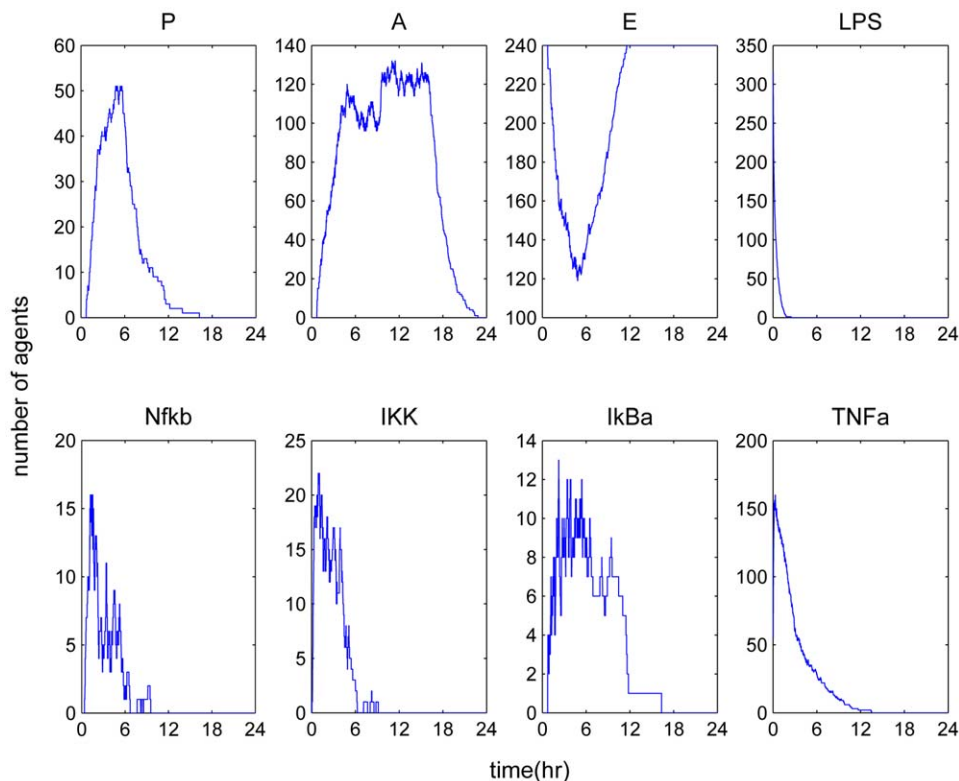 P A E LPS
60 140 240 350
50 120 220 300
40 100 200 250
30 80 180 200
20 60 160 150
10 40 140 100
0 20 120 50
0 100 0
0 6 12 18 24 0 6 12 18 24 0 6 12 18 24 0 6 12 18 24
number of agents
Nfkb IKK IkBa TNFa
20 25 14 200
15 20 12 150
10 15 10 100
5 10 8 50
0 5 6 0
0 4
2
0
0 6 12 18 24 0 6 12 18 24 0 6 12 18 24 0 6 12 18 24
time(hr)